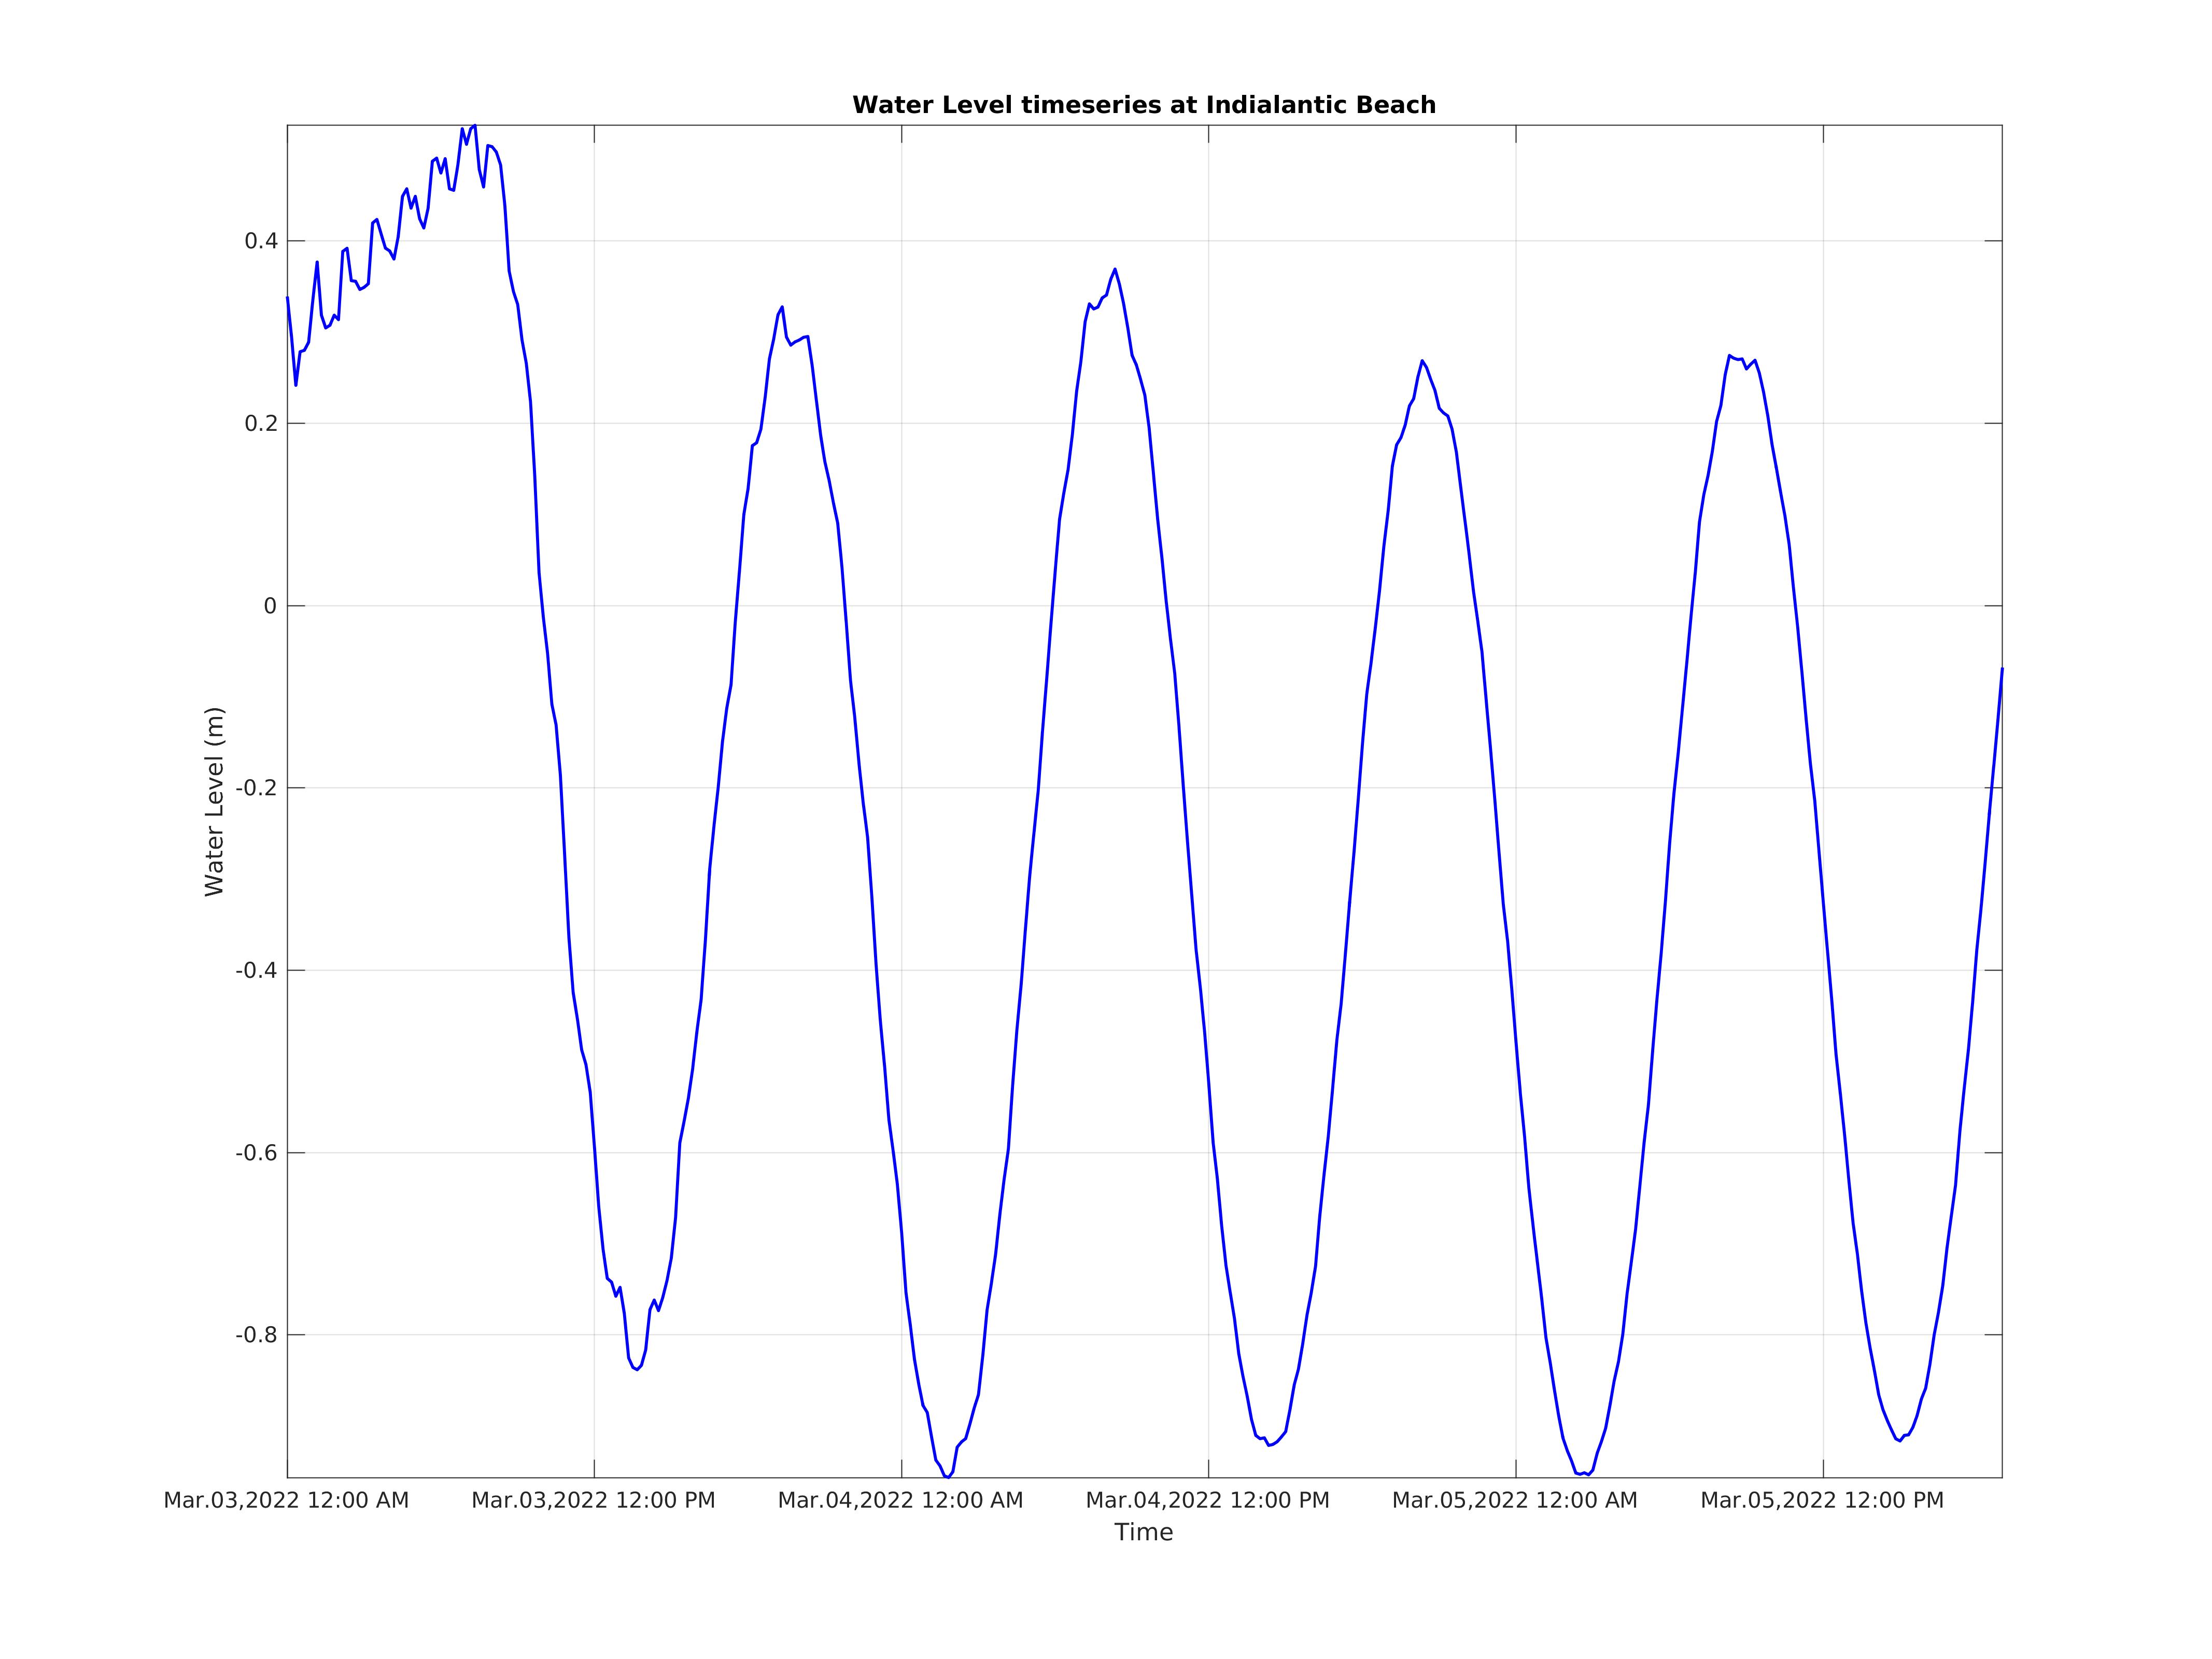 Water Level timeseries at Indialantic Beach
0.4
0.2
0
-0.2
-0.4
-0.6
-0.8
Water Level (m)
Mar.03,2022 12:00 AM Mar.03,2022 12:00 PM Mar.04,2022 12:00 AM Mar.04,2022 12:00 PM Mar.05,2022 12:00 AM Mar.05,2022 12:00 PM
Time